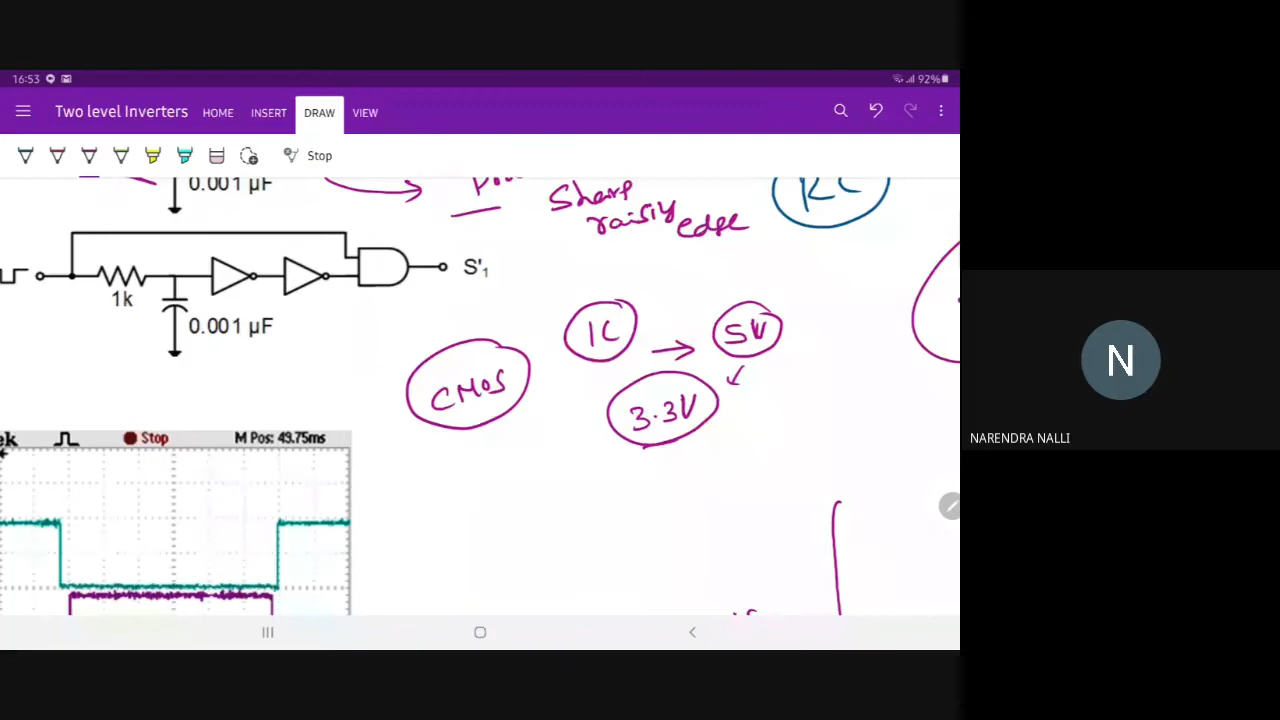 16:53
92%
Two level Inverters HOME INSERT DRAW VIEW
Stop
0.001 µF
Sharp
raisiy edge
RC
S'1
1k
0.001 µF
IC → 5V
CMOS
3.3V
ek Stop M Pos: 49.75ms
N
NARENDRA NALLI